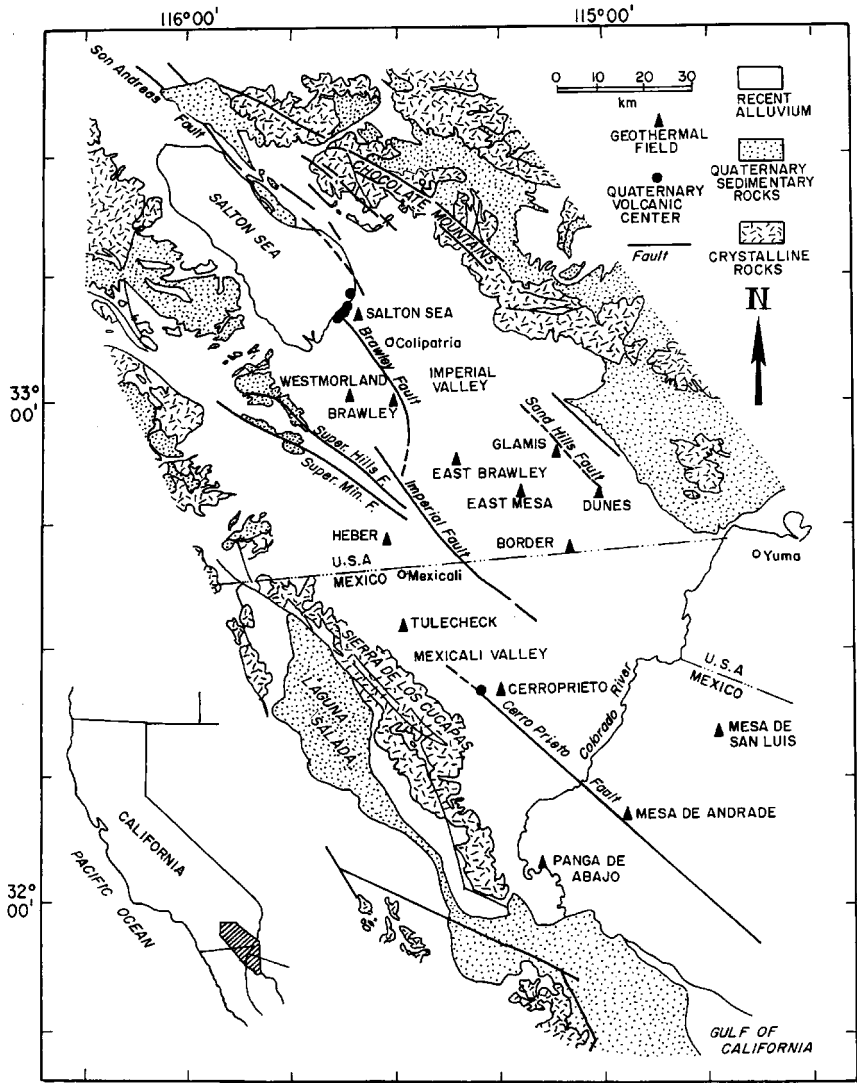 116°00'
115°00'
San Andreas
Fault
0 20 30
10
km
GEOTHERMAL
FIELD
QUATERNARY
VOLCANIC
CENTER
Fault
RECENT
ALLUVIUM
QUATERNARY
SEDIMENTARY
ROCKS
CRYSTALLINE
ROCKS
N
CHOCOLATE MOUNTAINS
SALTON SEA
SALTON SEA
Colipatria
Brawley Fault
IMPERIAL
VALLEY
WESTMORLAND
BRAWLEY
33°
00'
Super. Hills F.
Super. Mtn. F.
Sand Hills Fault
GLAMIS
EAST BRAWLEY
EAST MESA
DUNES
Imperial Fault
HEBER
BORDER
U.S.A
MEXICO
Mexicali
Yuma
TULECHECK
MEXICALI VALLEY
SIERRA DE LOS CUCAPAS
LAGUNA
SALADA
CERROPRIETO
Cerro Prieto
Fault
Colorado River
U.S.A
MEXICO
MESA DE
SAN LUIS
MESA DE ANDRADE
PANGA DE
ABAJO
CALIFORNIA
PACIFIC OCEAN
32°
00'
GULF OF
CALIFORNIA